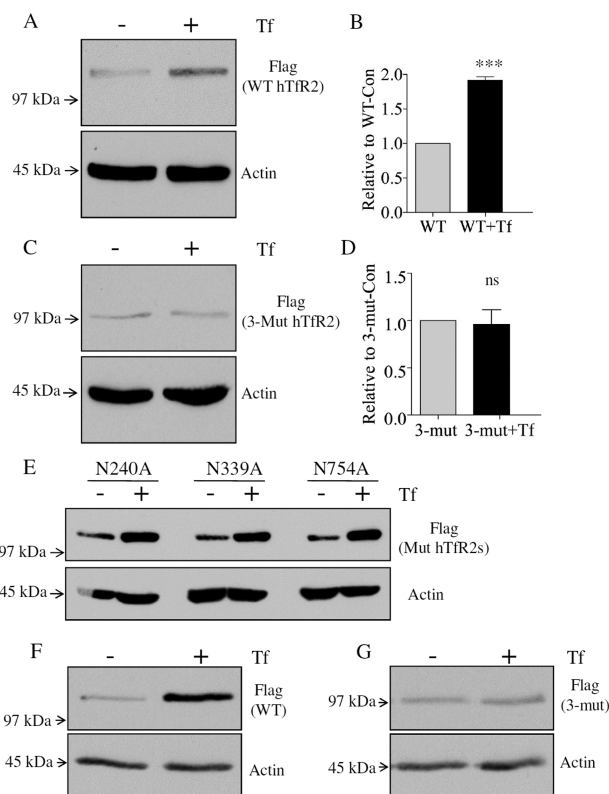 A
- + Tf
Flag
(WT hTfR2)
97 kDa→
45 kDa→
Actin
B
Relative to WT-Con
2.0
1.0
0.0
***
WT WT+Tf
C
- + Tf
Flag
(3-Mut hTfR2)
97 kDa→
45 kDa→
Actin
D
Relative to 3-mut-Con
1.5
1.0
0.5
0.0
ns
3-mut 3-mut+Tf
E
N240A N339A N754A
- + - + - + Tf
Flag
(Mut hTfR2s)
97 kDa→
45 kDa→
Actin
F
- + Tf
Flag
(WT)
97 kDa→
45 kDa→
Actin
G
- + Tf
Flag
(3-mut)
97 kDa→
45 kDa→
Actin